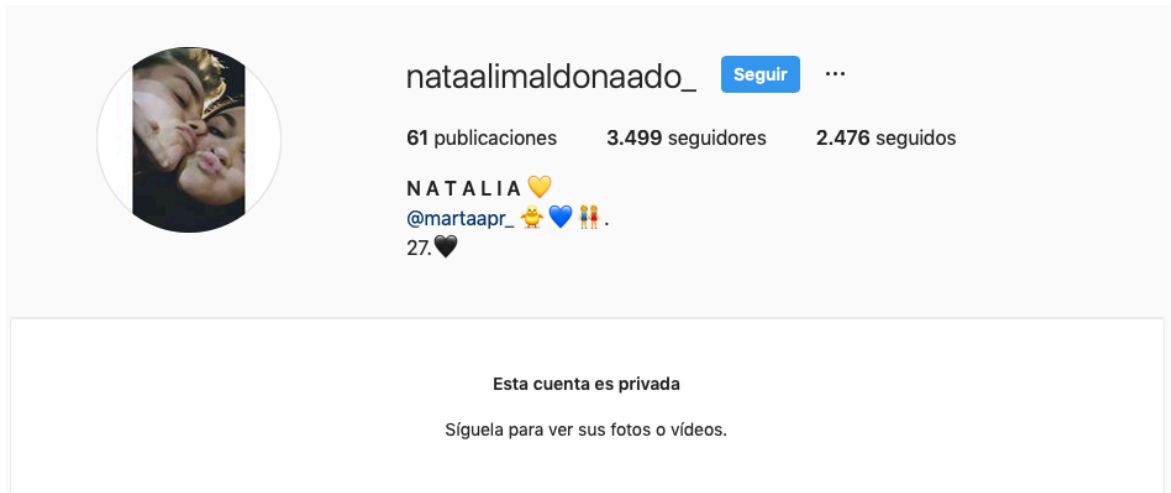 nataalimaldonaado_ Seguir ...
61 publicaciones 3.499 seguidores 2.476 seguidos
N A T A L I A 💛
@martaapr_ 🐥 💙 👭 .
27.🖤
Esta cuenta es privada
Síguela para ver sus fotos o vídeos.